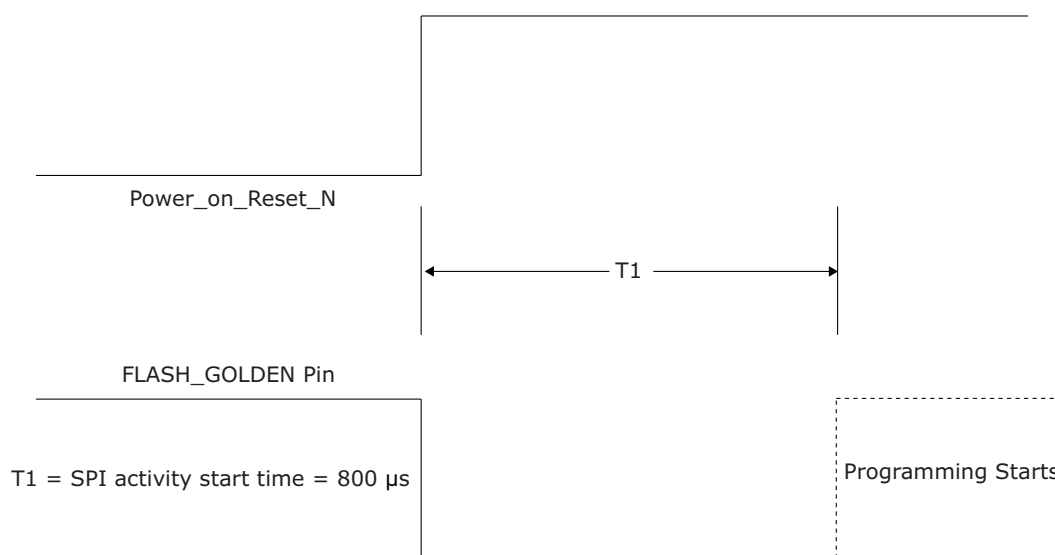 Power_on_Reset_N
T1
FLASH_GOLDEN Pin
T1 = SPI activity start time = 800 µs
Programming Starts